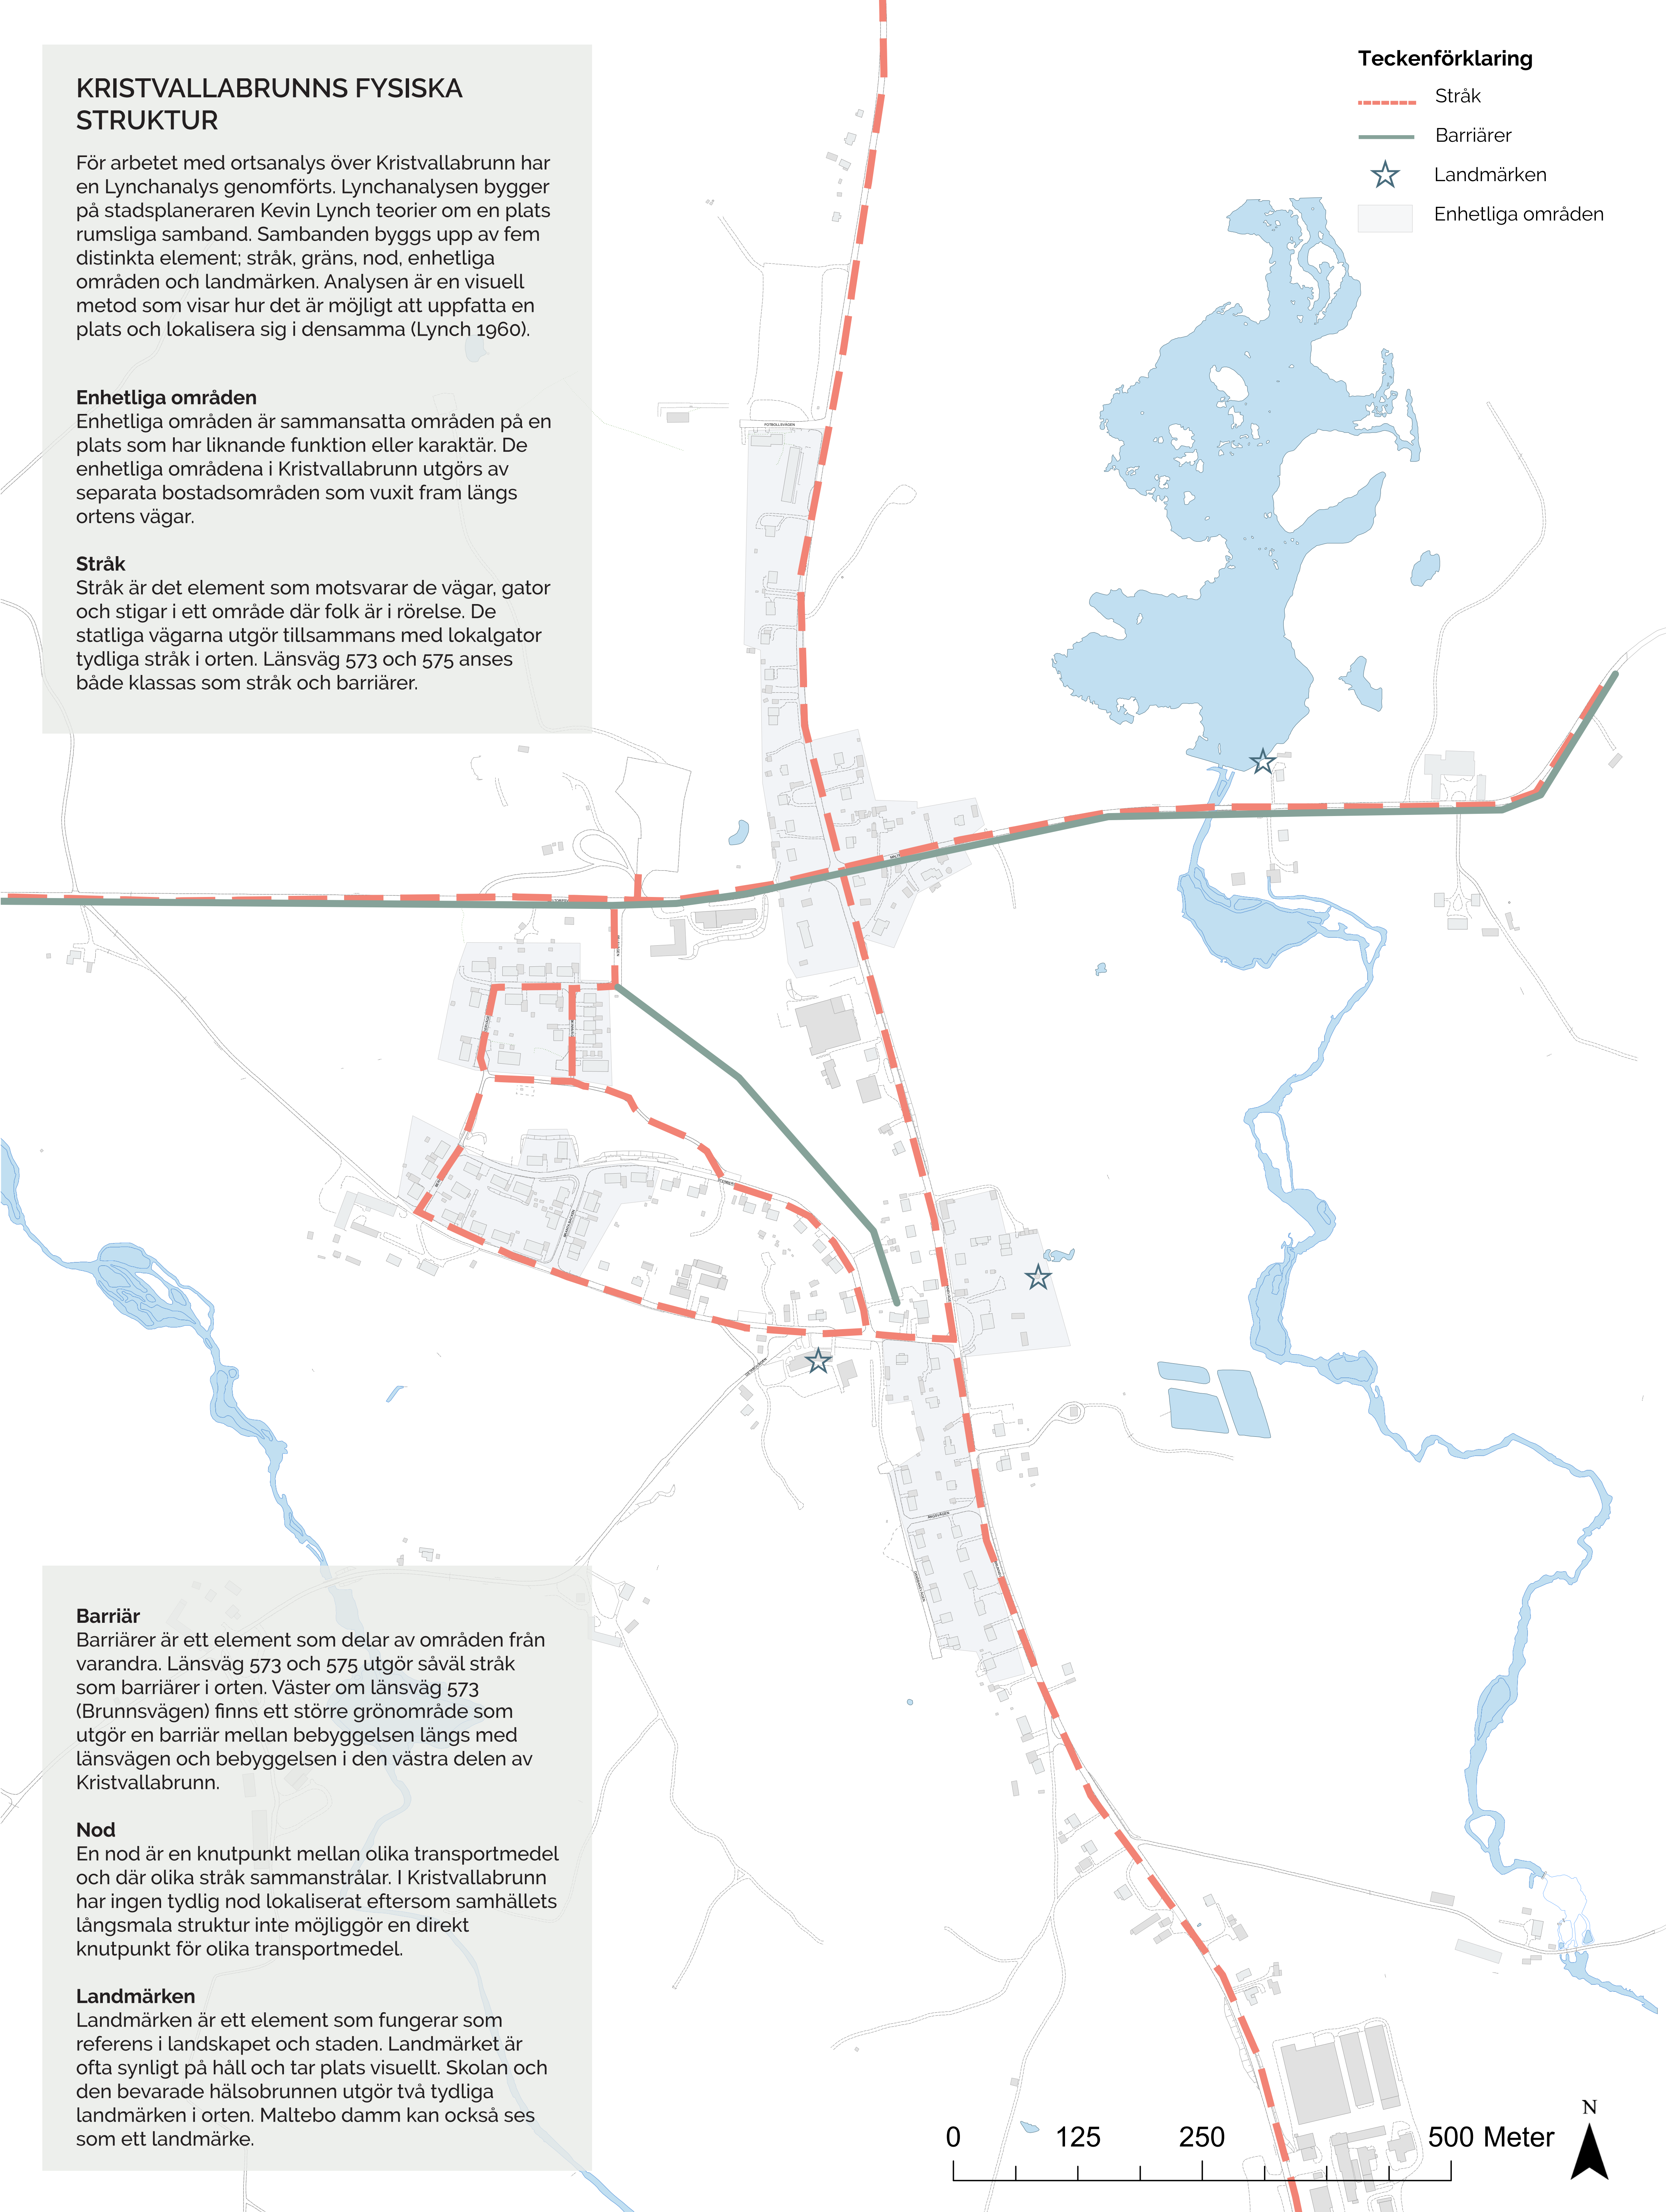 KRISTVALLABRUNNS FYSISKA
STRUKTUR
För arbetet med ortsanalys över Kristvallabrunn har
en Lynchanalys genomförts. Lynchanalysen bygger
på stadsplaneraren Kevin Lynch teorier om en plats
rumsliga samband. Sambanden byggs upp av fem
distinkta element; stråk, gräns, nod, enhetliga
områden och landmärken. Analysen är en visuell
metod som visar hur det är möjligt att uppfatta en
plats och lokalisera sig i densamma (Lynch 1960).
Enhetliga områden
Enhetliga områden är sammansatta områden på en
plats som har liknande funktion eller karaktär. De
enhetliga områdena i Kristvallabrunn utgörs av
separata bostadsområden som vuxit fram längs
ortens vägar.
Stråk
Stråk är det element som motsvarar de vägar, gator
och stigar i ett område där folk är i rörelse. De
statliga vägarna utgör tillsammans med lokalgator
tydliga stråk i orten. Länsväg 573 och 575 anses
både klassas som stråk och barriärer.
Teckenförklaring
Stråk
Barriärer
Landmärken
Enhetliga områden
FOTBOLLSVÄGEN
Barriär
Barriärer är ett element som delar av områden från
varandra. Länsväg 573 och 575 utgör såväl stråk
som barriärer i orten. Väster om länsväg 573
(Brunnsvägen) finns ett större grönområde som
utgör en barriär mellan bebyggelsen längs med
länsvägen och bebyggelsen i den västra delen av
Kristvallabrunn.
Nod
En nod är en knutpunkt mellan olika transportmedel
och där olika stråk sammanstrålar. I Kristvallabrunn
har ingen tydlig nod lokaliserat eftersom samhällets
långsmala struktur inte möjliggör en direkt
knutpunkt för olika transportmedel.
Landmärken
Landmärken är ett element som fungerar som
referens i landskapet och staden. Landmärket är
ofta synligt på håll och tar plats visuellt. Skolan och
den bevarade hälsobrunnen utgör två tydliga
landmärken i orten. Maltebo damm kan också ses
som ett landmärke.
0 125 250 500 Meter
N